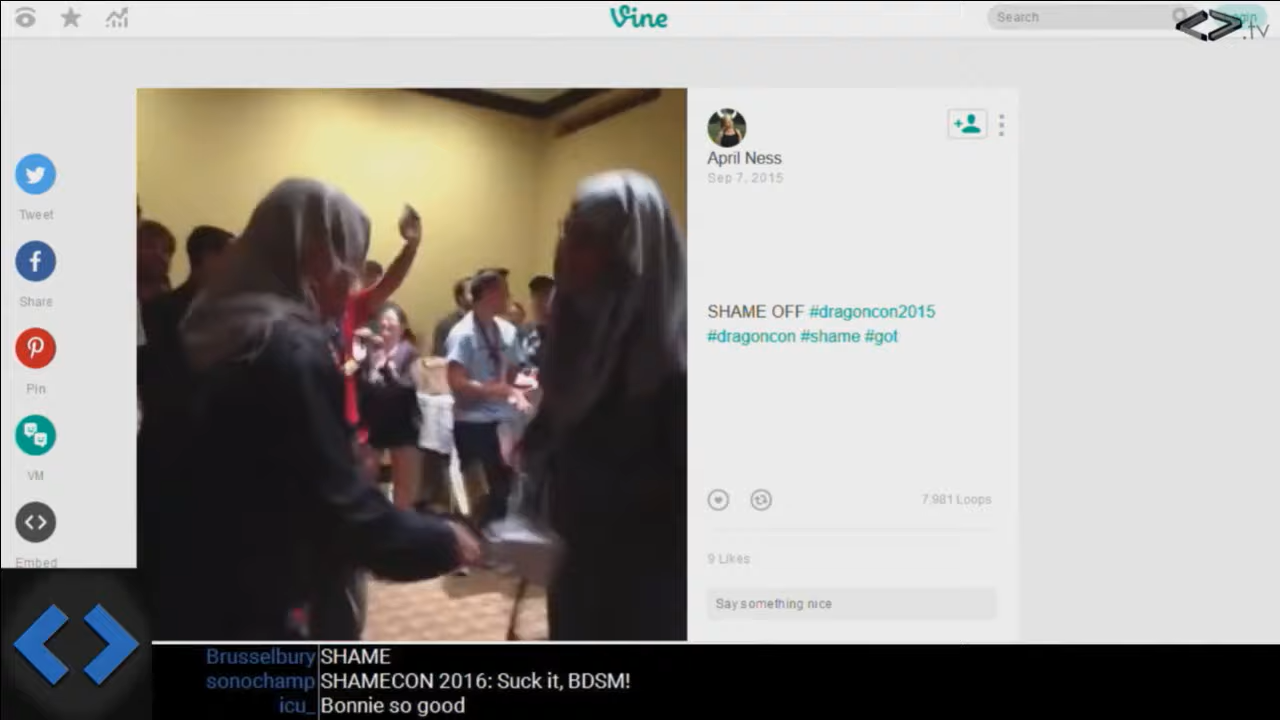 Vine
Search
.tv
Tweet
Share
Pin
VM
Embed
April Ness
Sep 7, 2015
SHAME OFF #dragoncon2015
#dragoncon #shame #got
7,981 Loops
9 Likes
Say something nice
Brusselbury SHAME
sonochamp SHAMECON 2016: Suck it, BDSM!
icu_ Bonnie so good